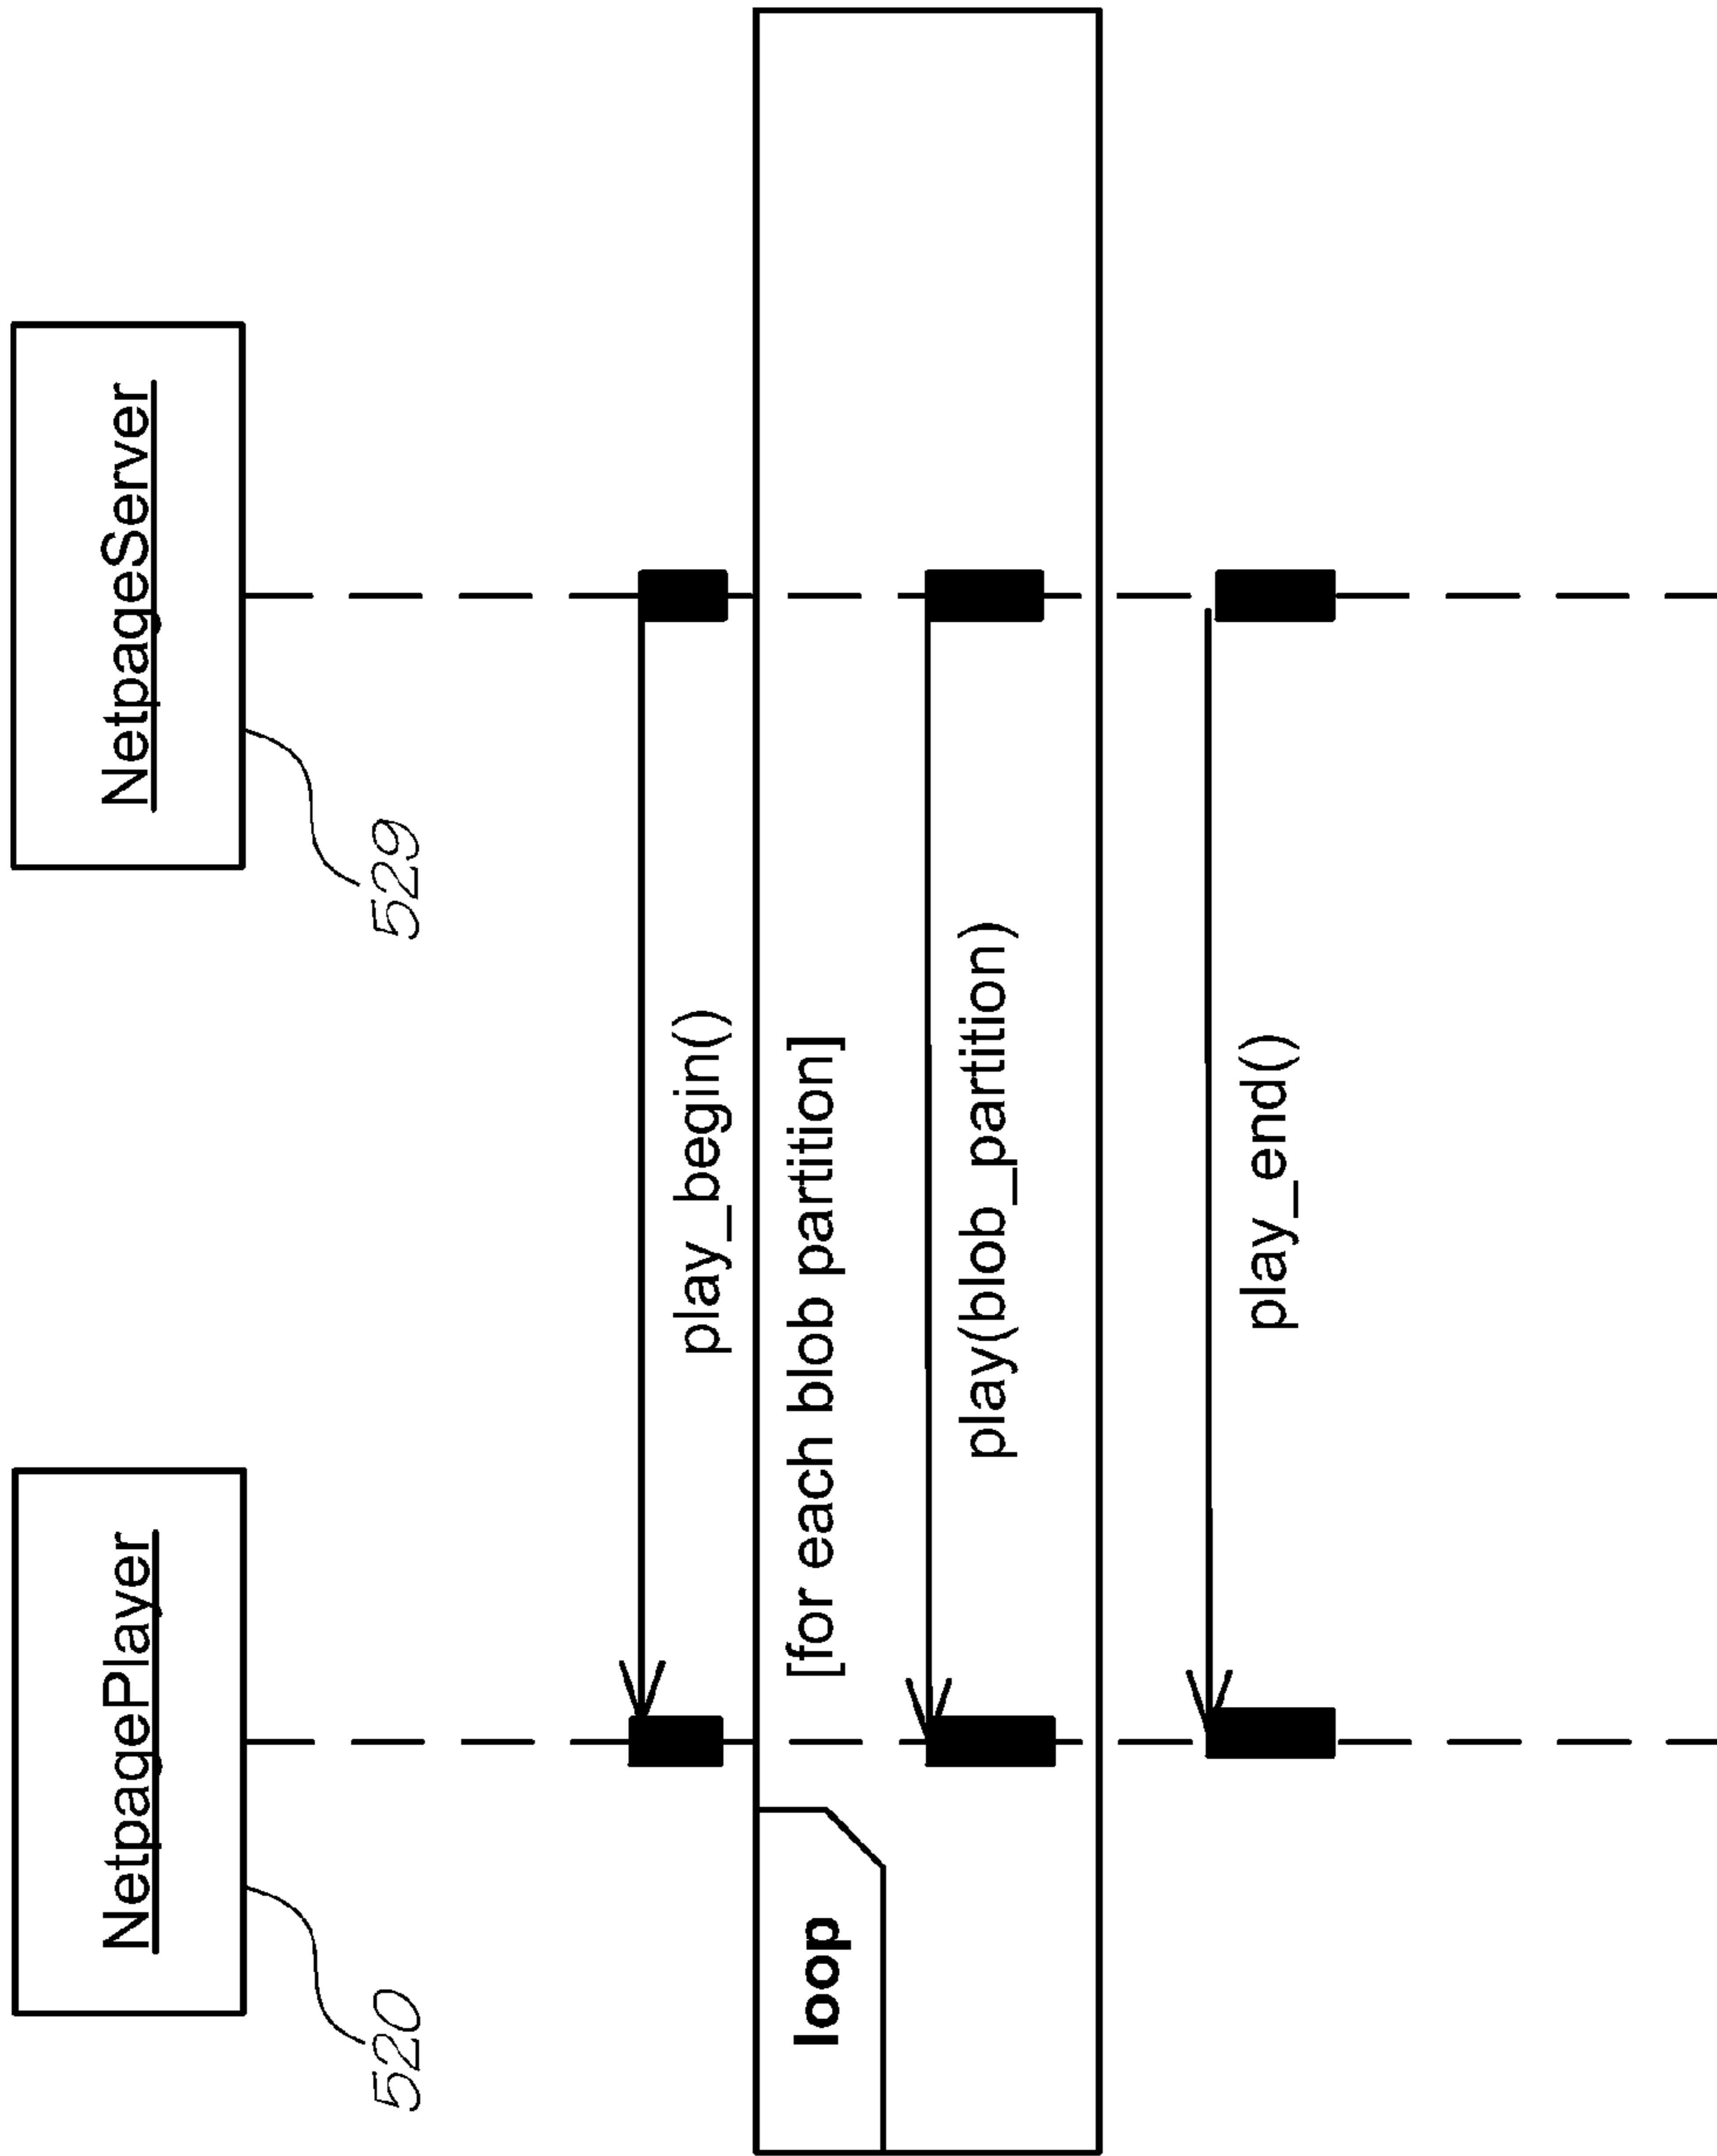 NetpagePlayer
NetpageServer
520
529
play_begin()
loop
[for each blob partition]
play(blob_partition)
play_end()